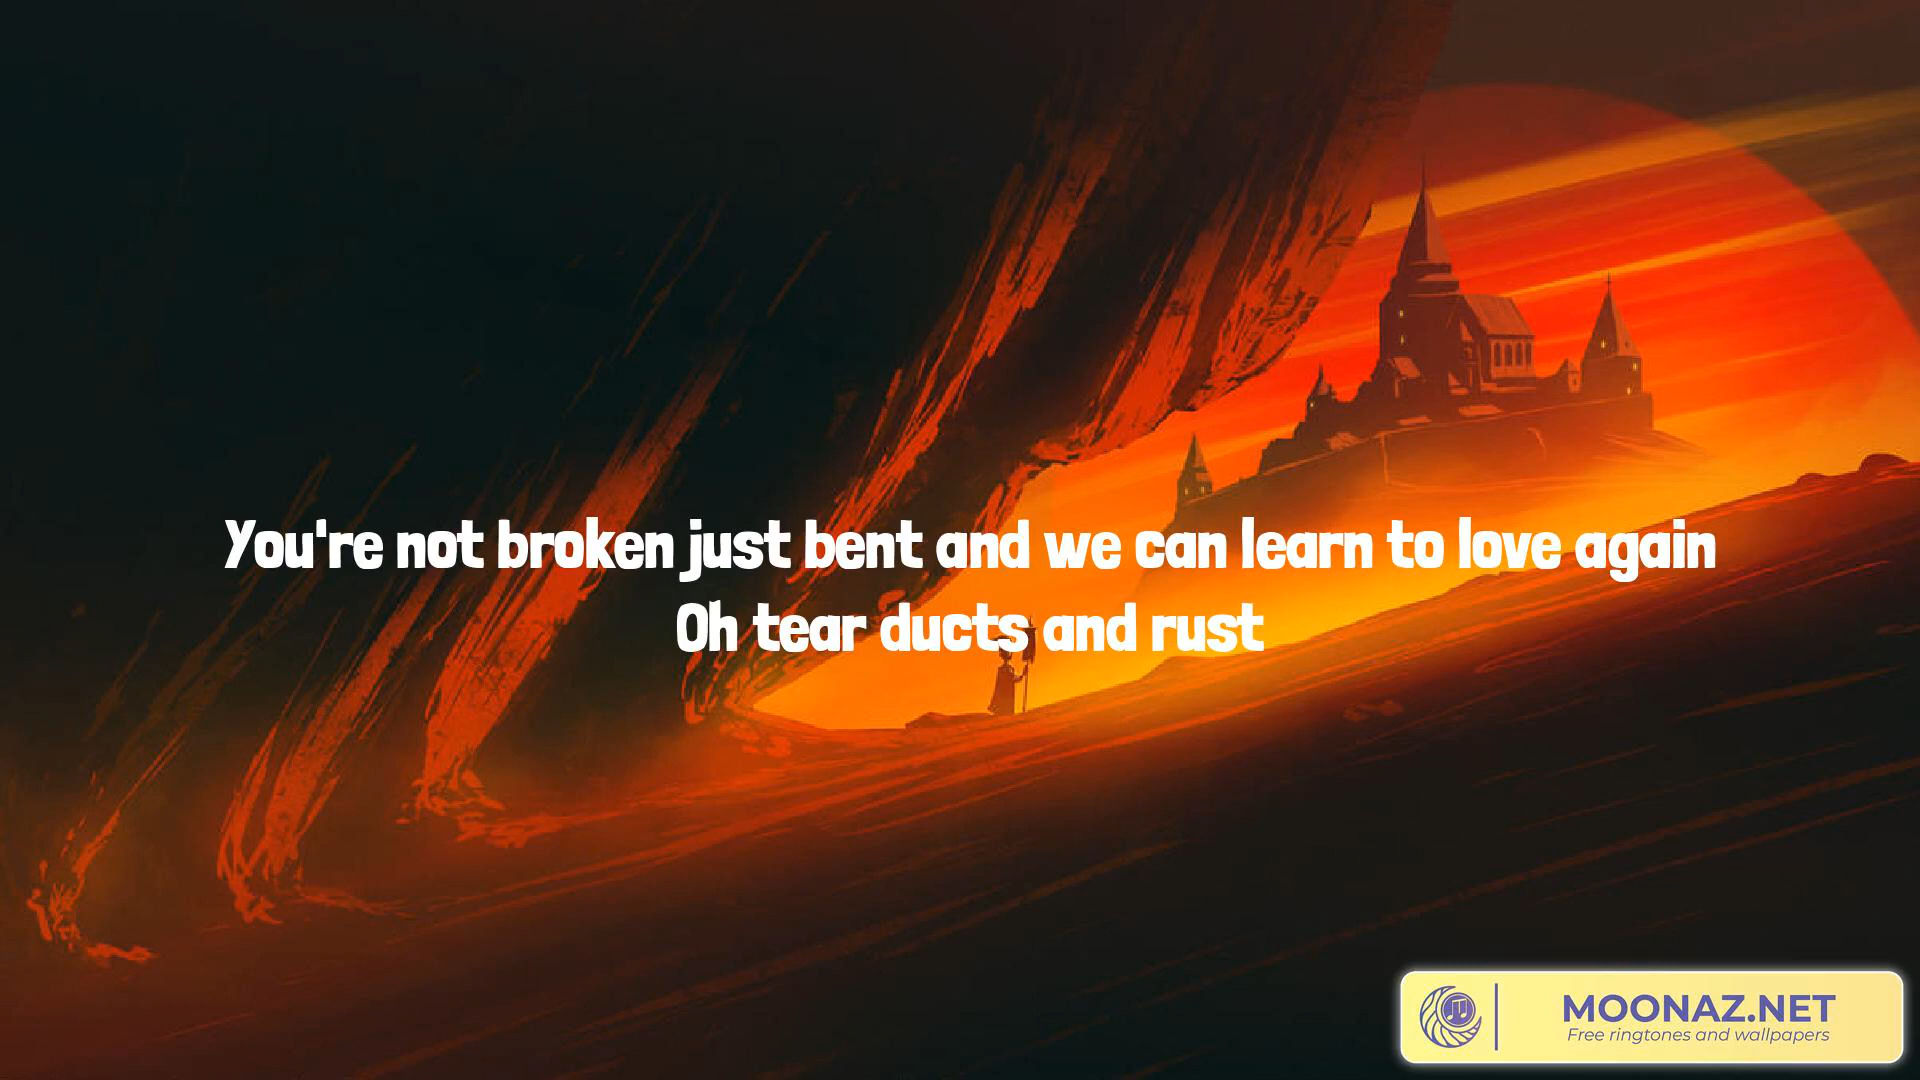 You're not broken just bent and we can learn to love again
Oh tear ducts and rust
MOONAZ.NET
Free ringtones and wallpapers